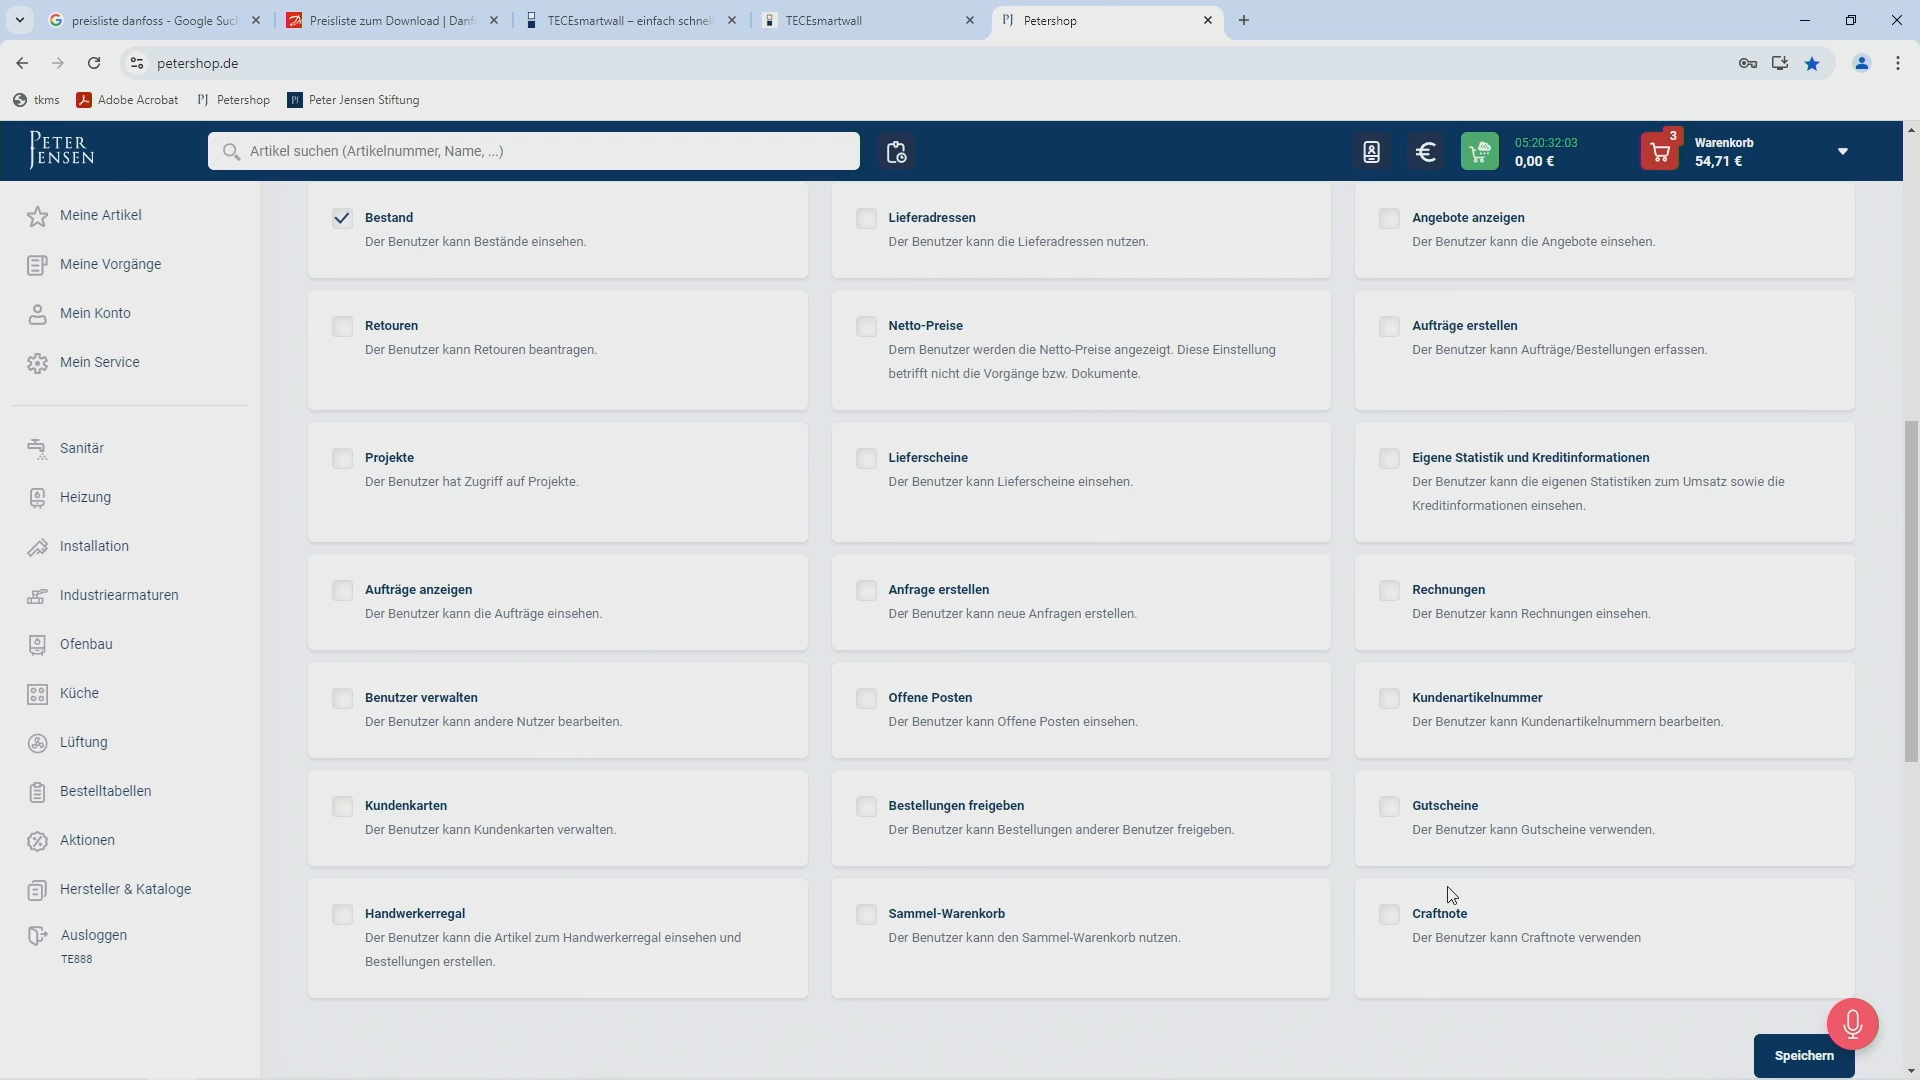 preisliste danfoss - Google Suc
Preisliste zum Download | Danf
TECEsmartwall – einfach schnell
TECEsmartwall
Petershop
petershop.de
tkms
Adobe Acrobat
Petershop
Peter Jensen Stiftung
PETER
JENSEN
Artikel suchen (Artikelnummer, Name, ...)
05:20:32:03
0,00 €
3
Warenkorb
54,71 €
Meine Artikel
Meine Vorgänge
Mein Konto
Mein Service
Sanitär
Heizung
Installation
Industriearmaturen
Ofenbau
Küche
Lüftung
Bestelltabellen
Aktionen
Hersteller & Kataloge
Ausloggen
TE888
Bestand
Der Benutzer kann Bestände einsehen.
Lieferadressen
Der Benutzer kann die Lieferadressen nutzen.
Angebote anzeigen
Der Benutzer kann die Angebote einsehen.
Retouren
Der Benutzer kann Retouren beantragen.
Netto-Preise
Dem Benutzer werden die Netto-Preise angezeigt. Diese Einstellung
betrifft nicht die Vorgänge bzw. Dokumente.
Aufträge erstellen
Der Benutzer kann Aufträge/Bestellungen erfassen.
Projekte
Der Benutzer hat Zugriff auf Projekte.
Lieferscheine
Der Benutzer kann Lieferscheine einsehen.
Eigene Statistik und Kreditinformationen
Der Benutzer kann die eigenen Statistiken zum Umsatz sowie die
Kreditinformationen einsehen.
Aufträge anzeigen
Der Benutzer kann die Aufträge einsehen.
Anfrage erstellen
Der Benutzer kann neue Anfragen erstellen.
Rechnungen
Der Benutzer kann Rechnungen einsehen.
Benutzer verwalten
Der Benutzer kann andere Nutzer bearbeiten.
Offene Posten
Der Benutzer kann Offene Posten einsehen.
Kundenartikelnummer
Der Benutzer kann Kundenartikelnummern bearbeiten.
Kundenkarten
Der Benutzer kann Kundenkarten verwalten.
Bestellungen freigeben
Der Benutzer kann Bestellungen anderer Benutzer freigeben.
Gutscheine
Der Benutzer kann Gutscheine verwenden.
Handwerkerregal
Der Benutzer kann die Artikel zum Handwerkerregal einsehen und
Bestellungen erstellen.
Sammel-Warenkorb
Der Benutzer kann den Sammel-Warenkorb nutzen.
Craftnote
Der Benutzer kann Craftnote verwenden
Speichern